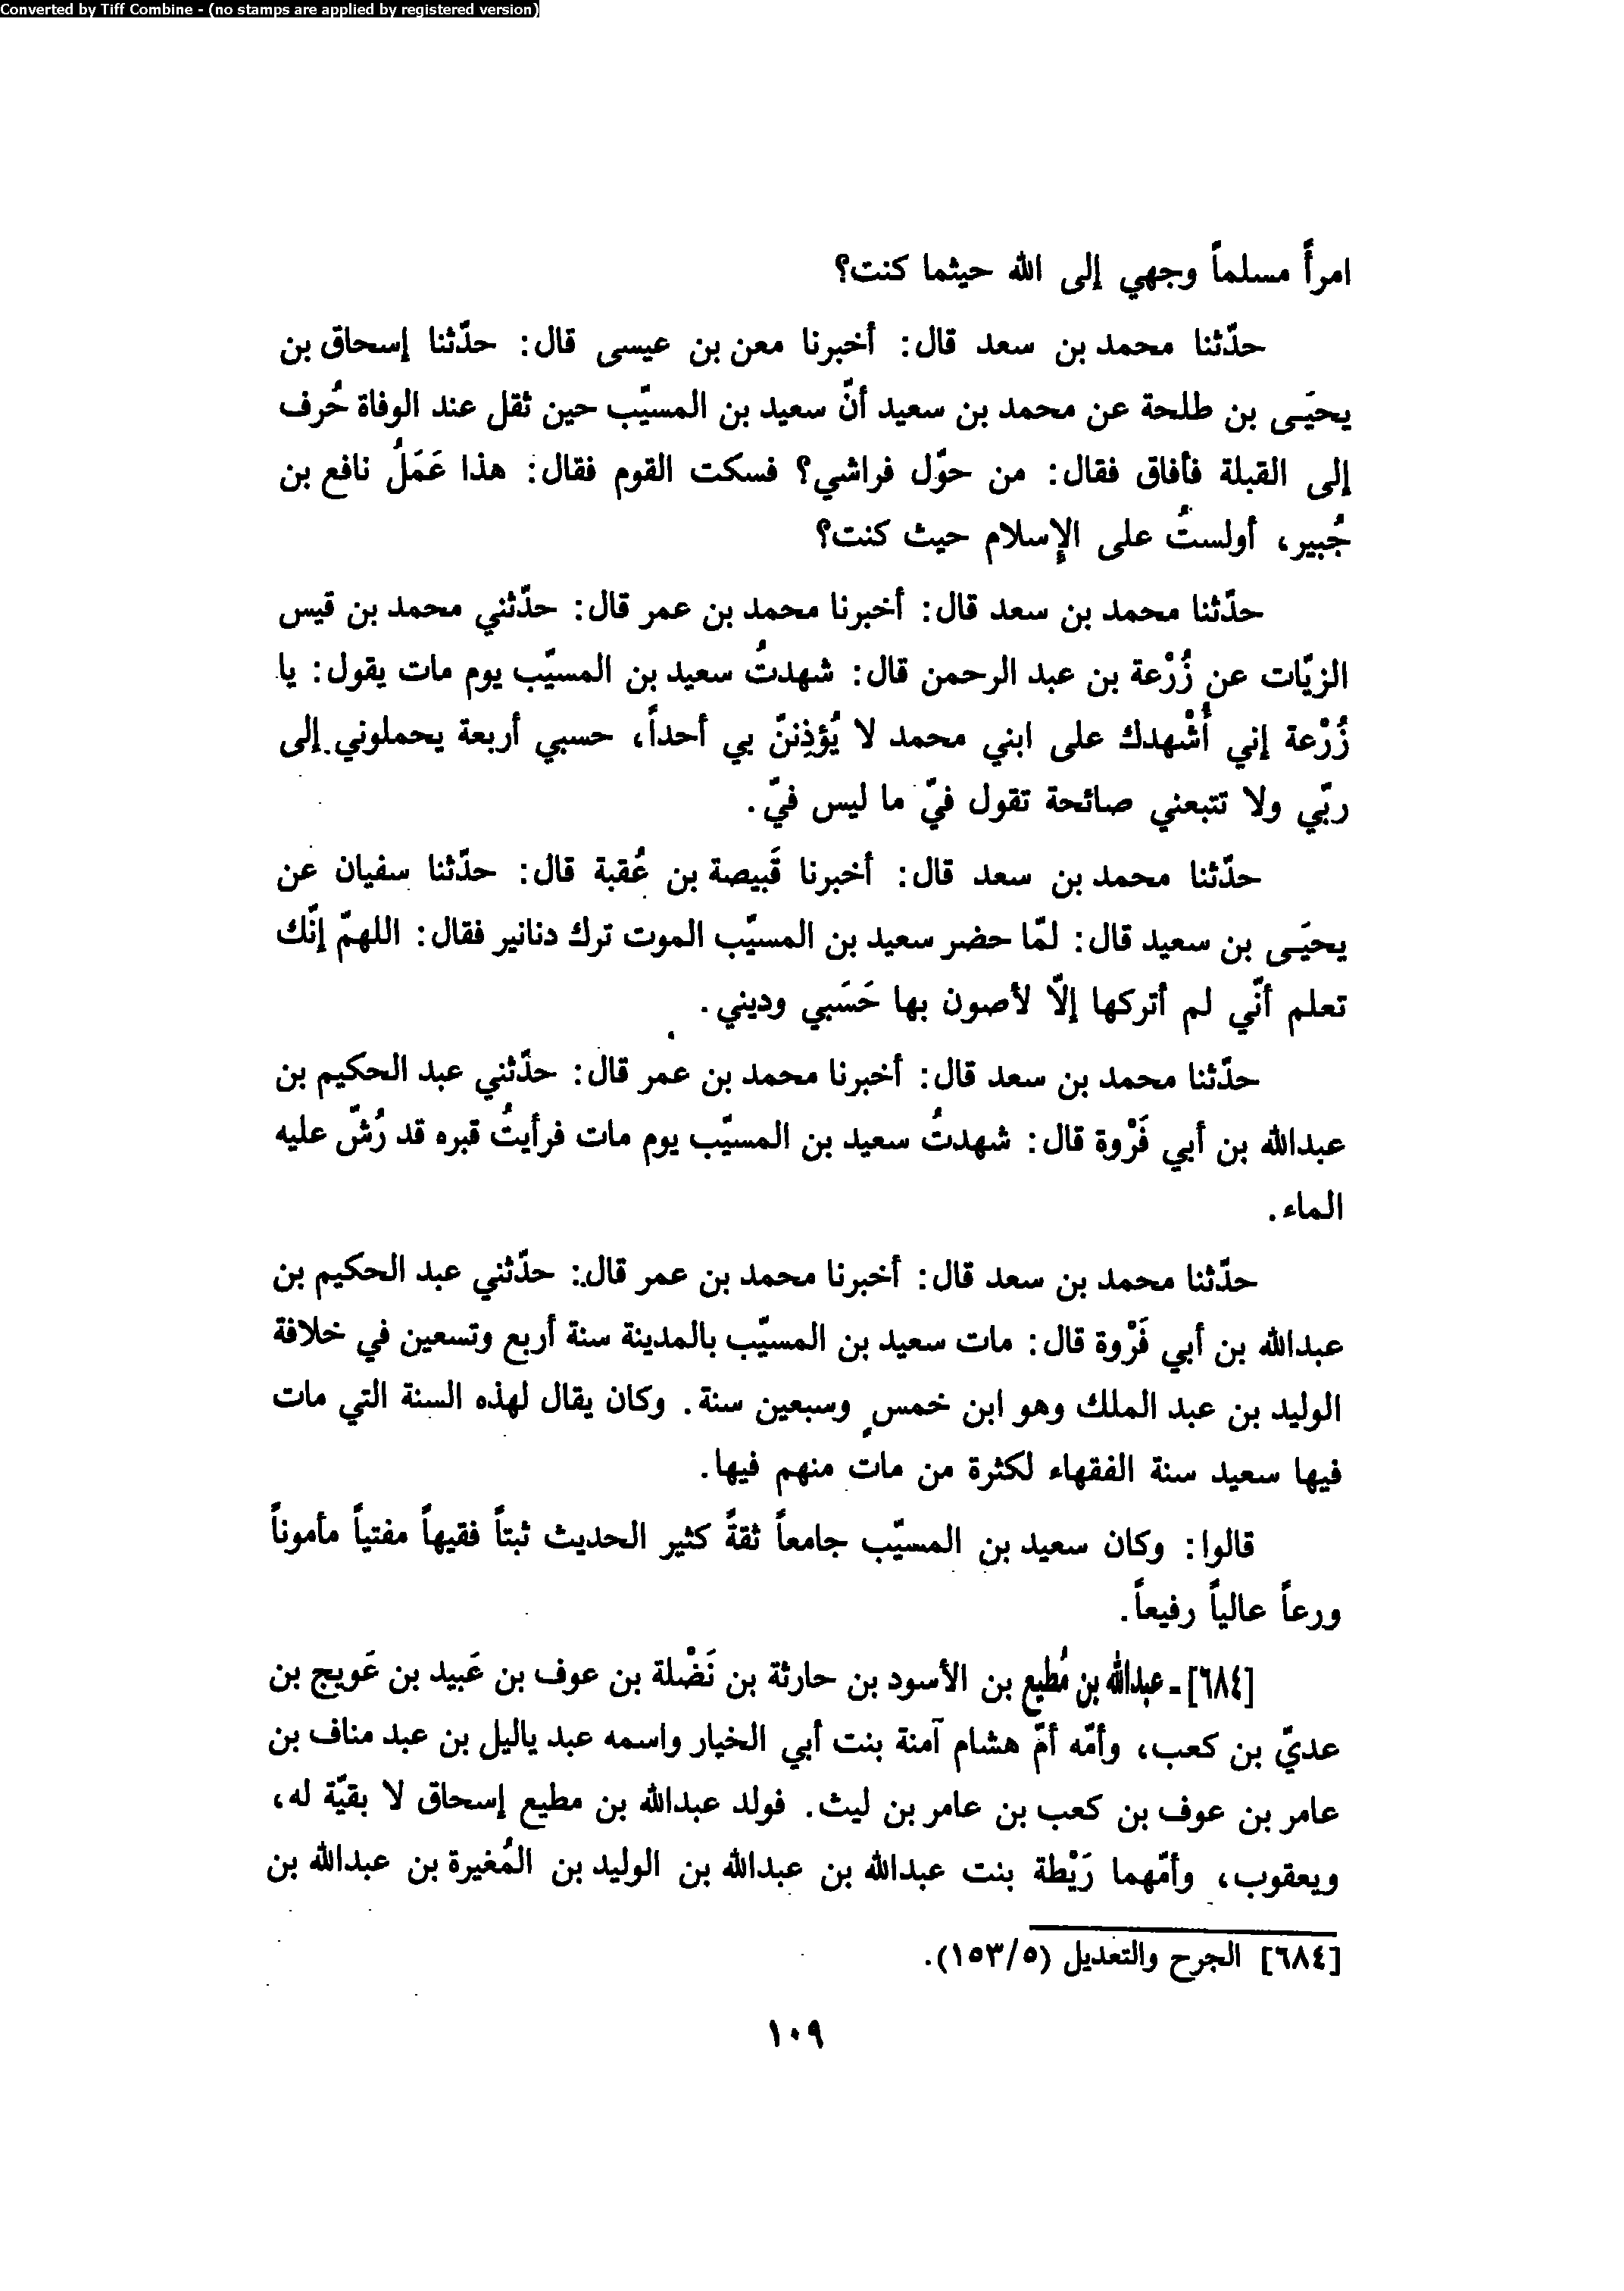 Converted by Tiff Combine - (no stamps are applied by registered version)
امرأً مسلماً وجهي إلى الله حيثما كنت؟
حدّثنا محمد بن سعد قال: أخبرنا معن بن عيسى قال: حدّثنا إسحاق بن
يحيَى بن طلحة عن محمد بن سعيد أنّ سعيد بن المسيّب حين ثقل عند الوفاة حُرف
إلى القبلة فأفاق فقال: من حوّل فراشي؟ فسكت القوم فقال: هذا عَمَلُ نافع بن
جُبير، أولستُ على الإسلام حيث كنت؟
حدّثنا محمد بن سعد قال: أخبرنا محمد بن عمر قال: حدّثني محمد بن قيس
الزيّات عن زُرْعة بن عبد الرحمن قال: شهدتُ سعيد بن المسيّب يوم مات يقول: يا
زُرْعة إني أُشْهدك على ابني محمد لا يُؤذِننّ بي أحداً، حسبي أربعة يحملوني إلى
ربّي ولا تتبعني صائحة تقول فيّ ما ليس فيّ.
حدّثنا محمد بن سعد قال: أخبرنا قَبيصة بن عُقبة قال: حدّثنا سفيان عن
يحيَى بن سعيد قال: لمّا حضر سعيد بن المسيّب الموت ترك دنانير فقال: اللهمّ إنّك
تعلم أنّي لم أتركها إلّا لأصون بها حَسَبي وديني.
حدّثنا محمد بن سعد قال: أخبرنا محمد بن عمر قال: حدّثني عبد الحكيم بن
عبدالله بن أبي فَرْوة قال: شهدتُ سعيد بن المسيّب يوم مات فرأيتُ قبره قد رُشّ عليه
الماء.
حدّثنا محمد بن سعد قال: أخبرنا محمد بن عمر قال: حدّثني عبد الحكيم بن
عبدالله بن أبي فَرْوة قال: مات سعيد بن المسيّب بالمدينة سنة أربع وتسعين في خلافة
الوليد بن عبد الملك وهو ابن خمس وسبعين سنة. وكان يقال لهذه السنة التي مات
فيها سعيد سنة الفقهاء لكثرة من مات منهم فيها.
قالوا: وكان سعيد بن المسيّب جامعاً ثقةً كثير الحديث ثبتاً فقيهاً مفتياً مأموناً
ورعاً عالياً رفيعاً.
[٦٨٤] - عبدالله بن مُطيع بن الأسود بن حارثة بن نَضْلة بن عوف بن عَبيد بن عَويج بن
عديّ بن كعب، وأمّه أمّ هشام آمنة بنت أبي الخيار واسمه عبد ياليل بن عبد مناف بن
عامر بن عوف بن كعب بن عامر بن ليث. فولد عبدالله بن مطيع إسحاق لا بقيّة له،
ويعقوب، وأمّهما رَيْطة بنت عبدالله بن عبدالله بن الوليد بن المُغيرة بن عبدالله بن
[٦٨٤] الجرح والتعديل (١٥٣/٥).
١٠٩